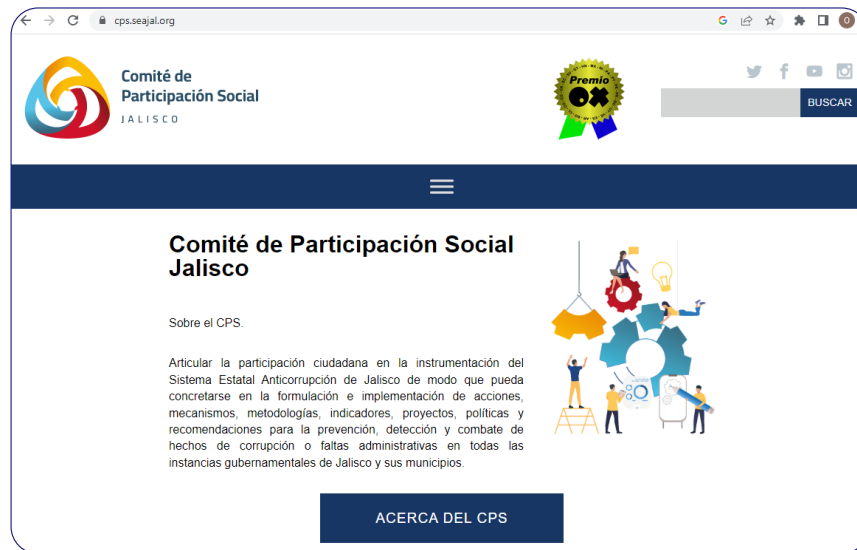 cps.seajal.org
Comité de
Participación Social
JALISCO
Premio
OX
BUSCAR
Comité de Participación Social
Jalisco
Sobre el CPS.
Articular la participación ciudadana en la instrumentación del
Sistema Estatal Anticorrupción de Jalisco de modo que pueda
concretarse en la formulación e implementación de acciones,
mecanismos, metodologías, indicadores, proyectos, políticas y
recomendaciones para la prevención, detección y combate de
hechos de corrupción o faltas administrativas en todas las
instancias gubernamentales de Jalisco y sus municipios.
ACERCA DEL CPS